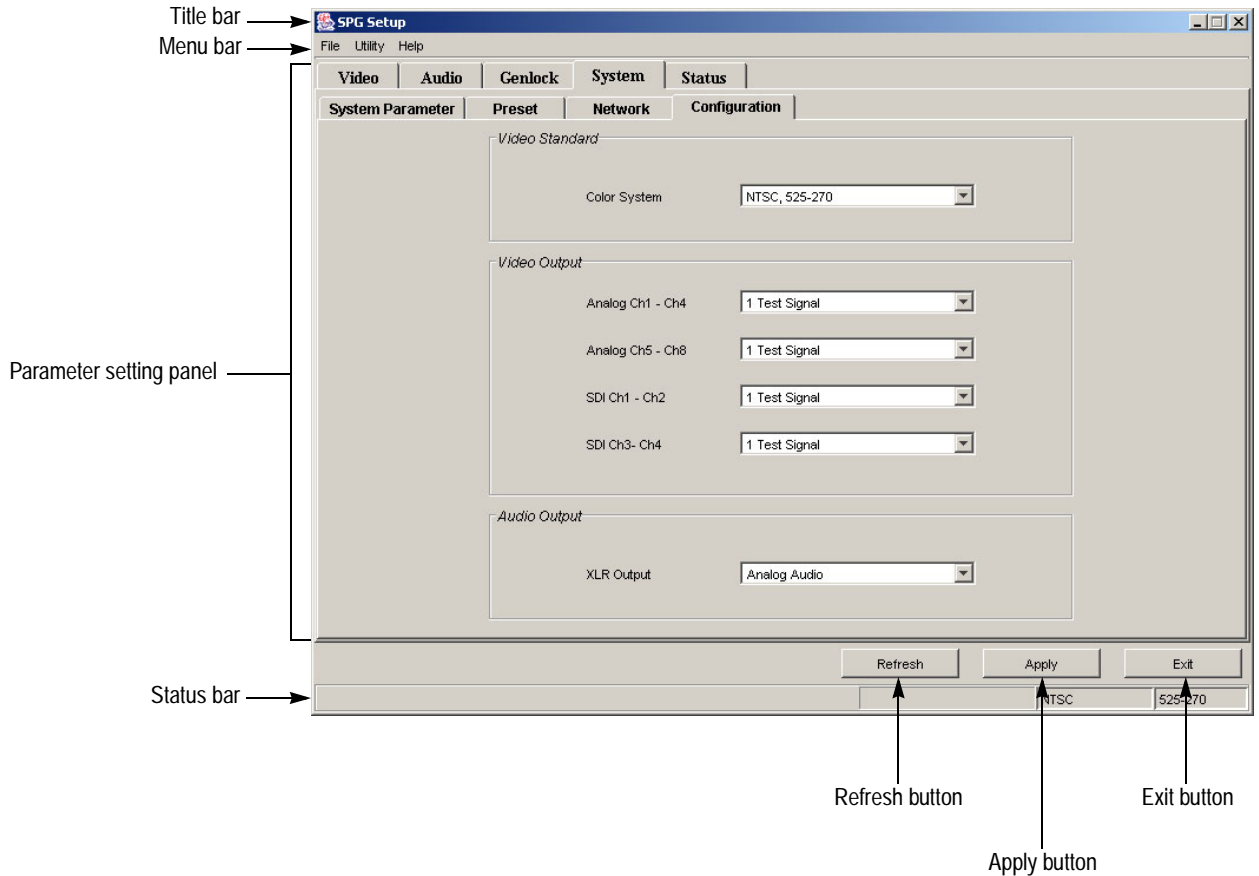 Title bar
SPG Setup
Menu bar
File Utility Help
Video Audio Genlock System Status
System Parameter Preset Network Configuration
Video Standard
Color System NTSC, 525-270
Video Output
Analog Ch1 - Ch4 1 Test Signal
Analog Ch5 - Ch8 1 Test Signal
Parameter setting panel
SDI Ch1 - Ch2 1 Test Signal
SDI Ch3- Ch4 1 Test Signal
Audio Output
XLR Output Analog Audio
Refresh Apply Exit
Status bar
NTSC 525-270
Refresh button Exit button
Apply button